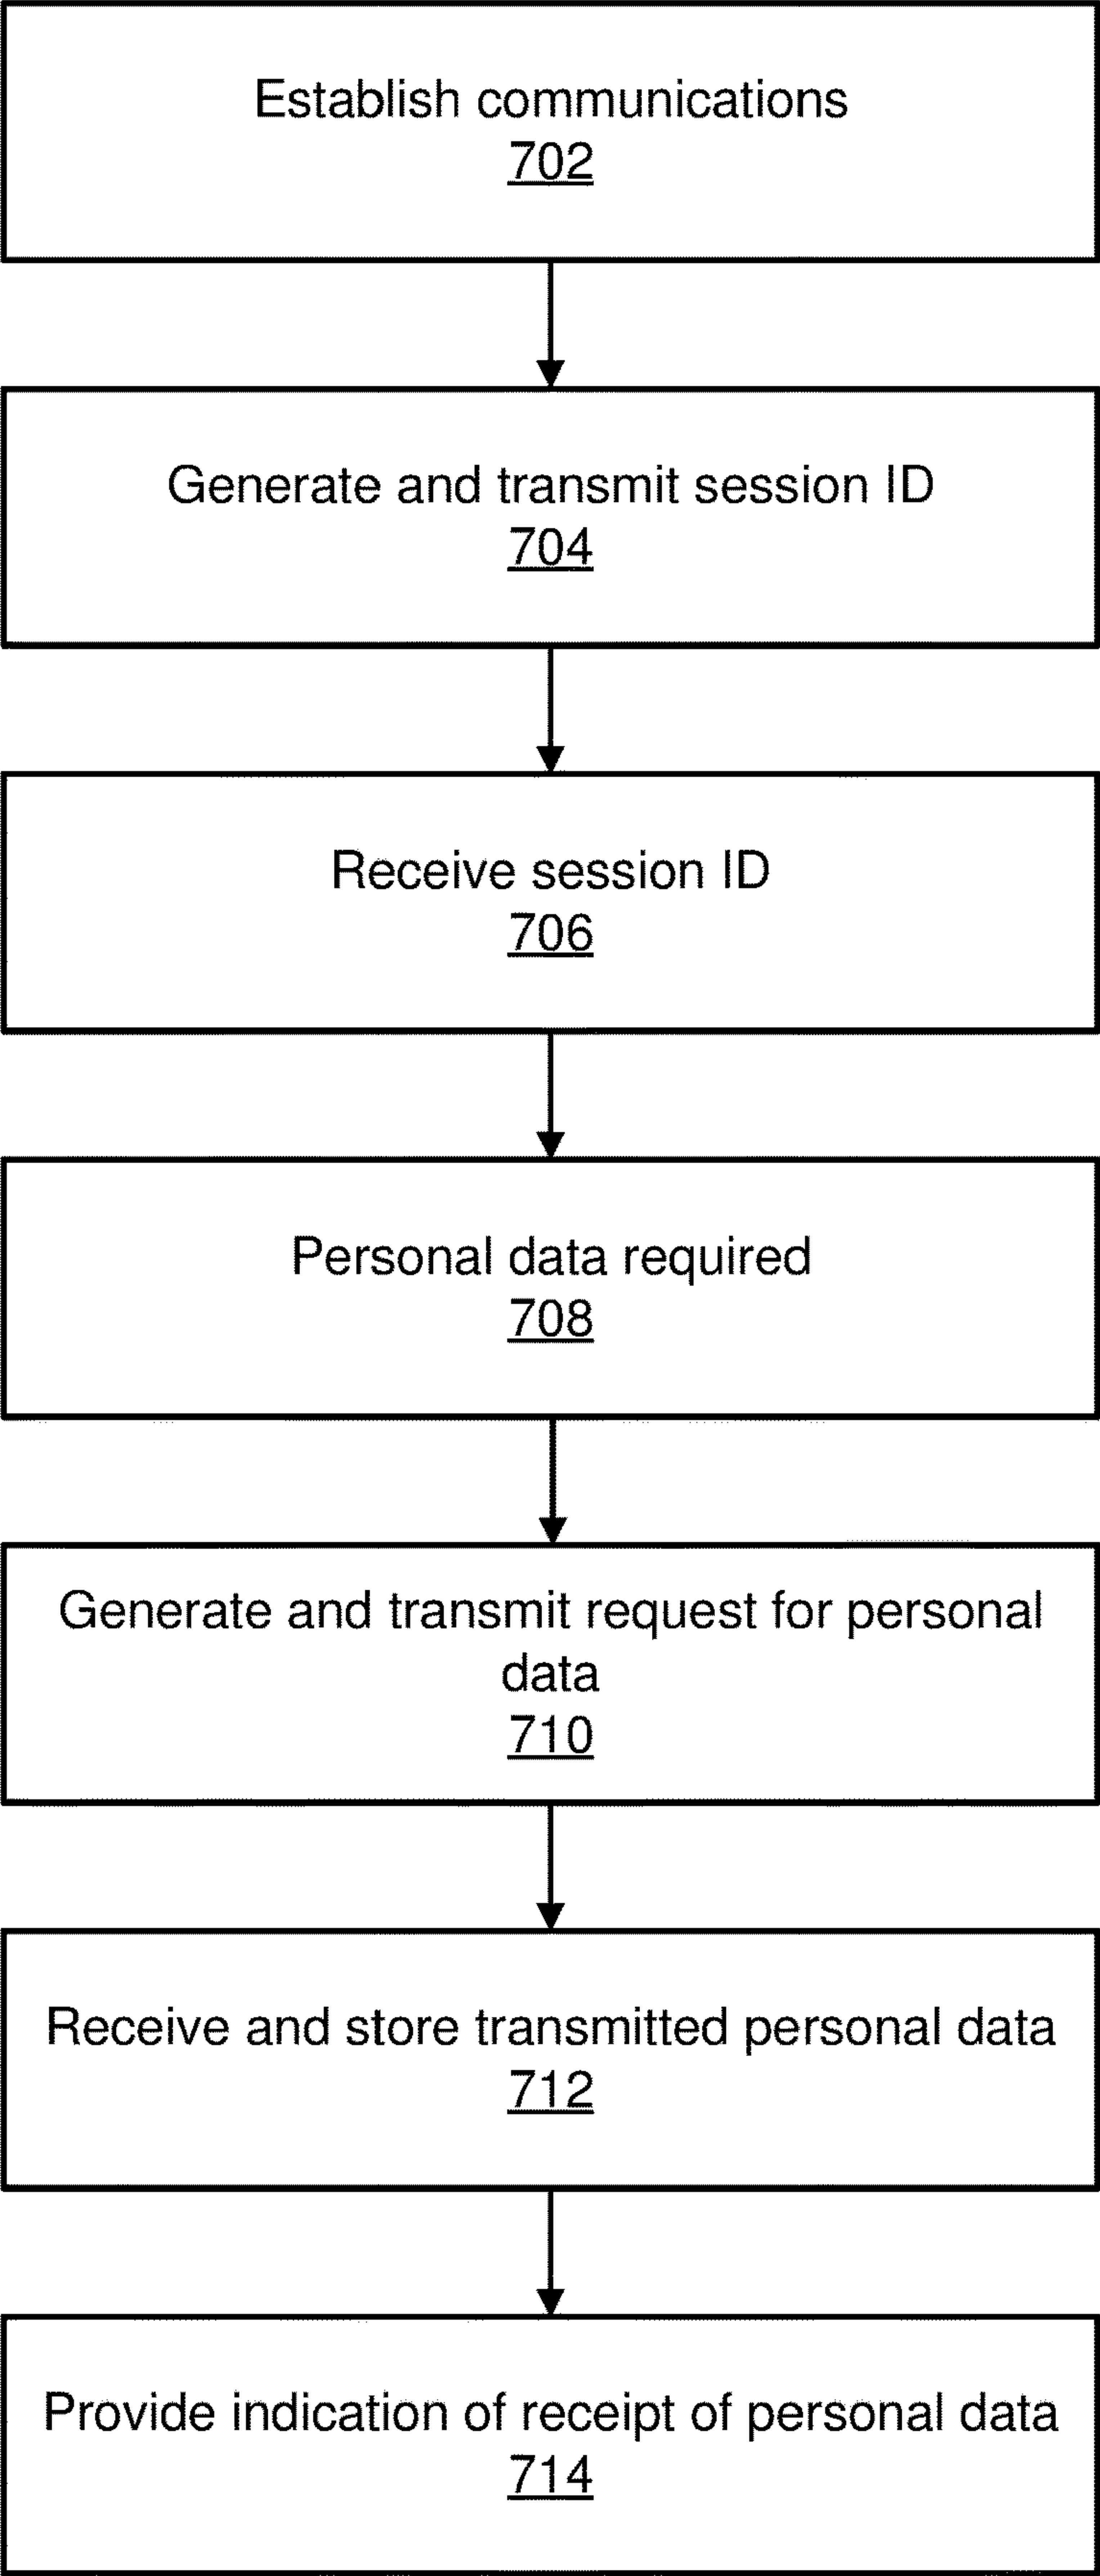 Establish communications
702
Generate and transmit session ID
704
Receive session ID
706
Personal data required
708
Generate and transmit request for personal
data
710
Receive and store transmitted personal data
712
Provide indication of receipt of personal data
714